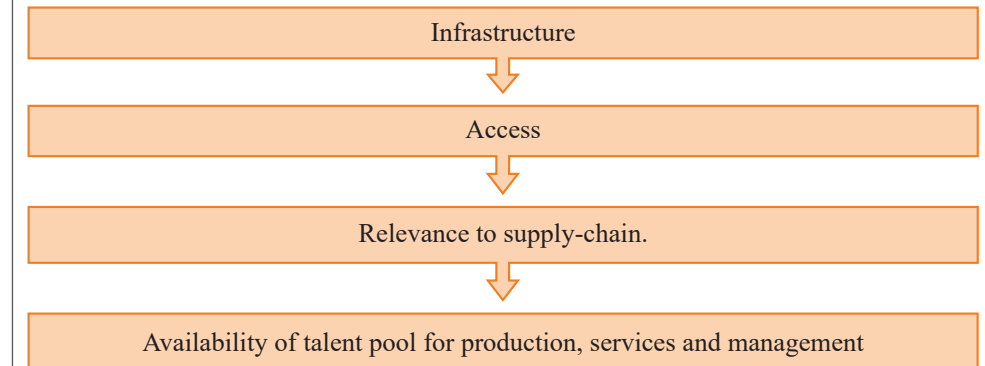 Infrastructure
Access
Relevance to supply-chain.
Availability of talent pool for production, services and management